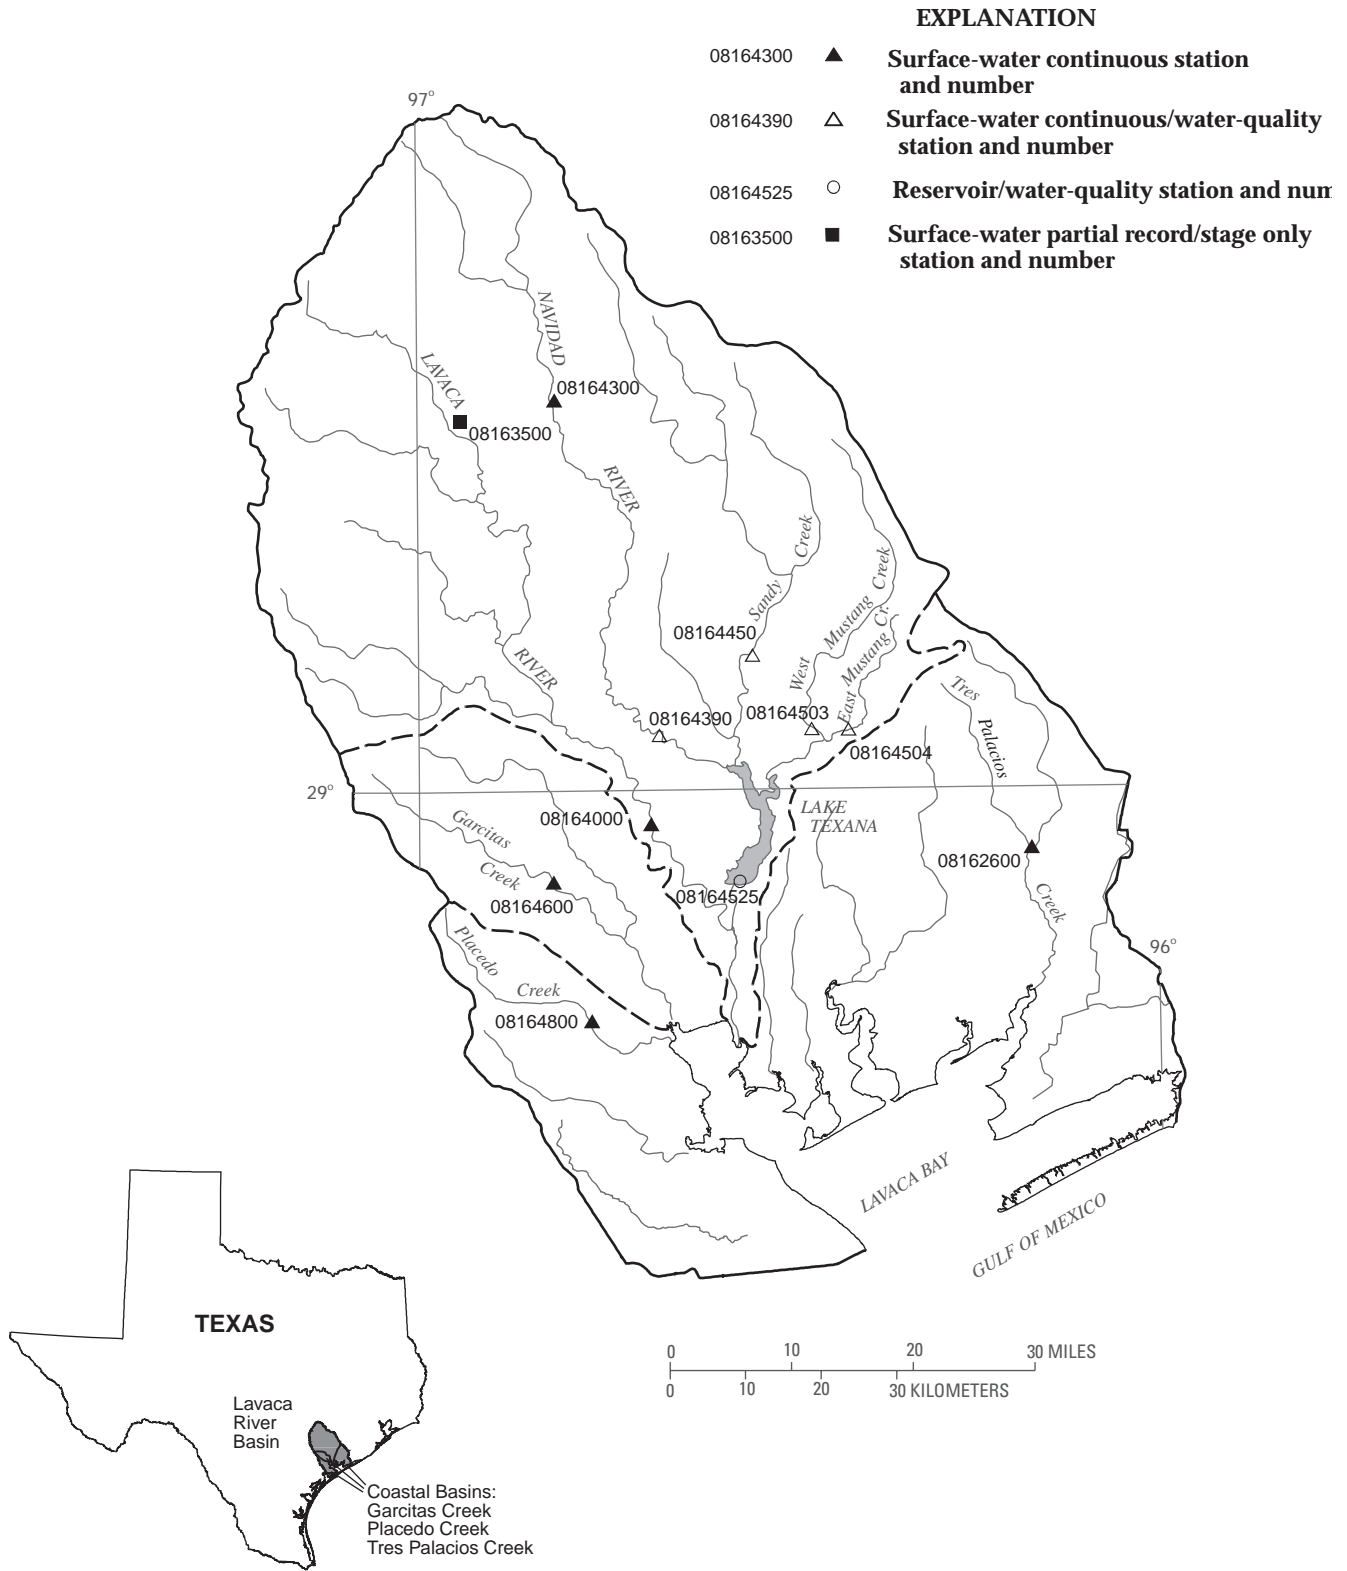 EXPLANATION
08164300
Surface-water continuous station
and number
08164390
Surface-water continuous/water-quality
station and number
08164525
Reservoir/water-quality station and num
08163500
Surface-water partial record/stage only
station and number
97°
NAVIDAD
LAVACA
08164300
08163500
RIVER
Creek
Sandy
Creek
Mustang
West
08164450
Mustang Cr.
East
RIVER
08164390
08164503
08164504
Tres
Palacios
29°
LAKE
TEXANA
08164000
Garcitas
Creek
08164600
08164525
08162600
Creek
Placedo
Creek
08164800
96°
LAVACA BAY
GULF OF MEXICO
TEXAS
Lavaca
River
Basin
Coastal Basins:
Garcitas Creek
Placedo Creek
Tres Palacios Creek
0 10 20 30 MILES
0 10 20 30 KILOMETERS